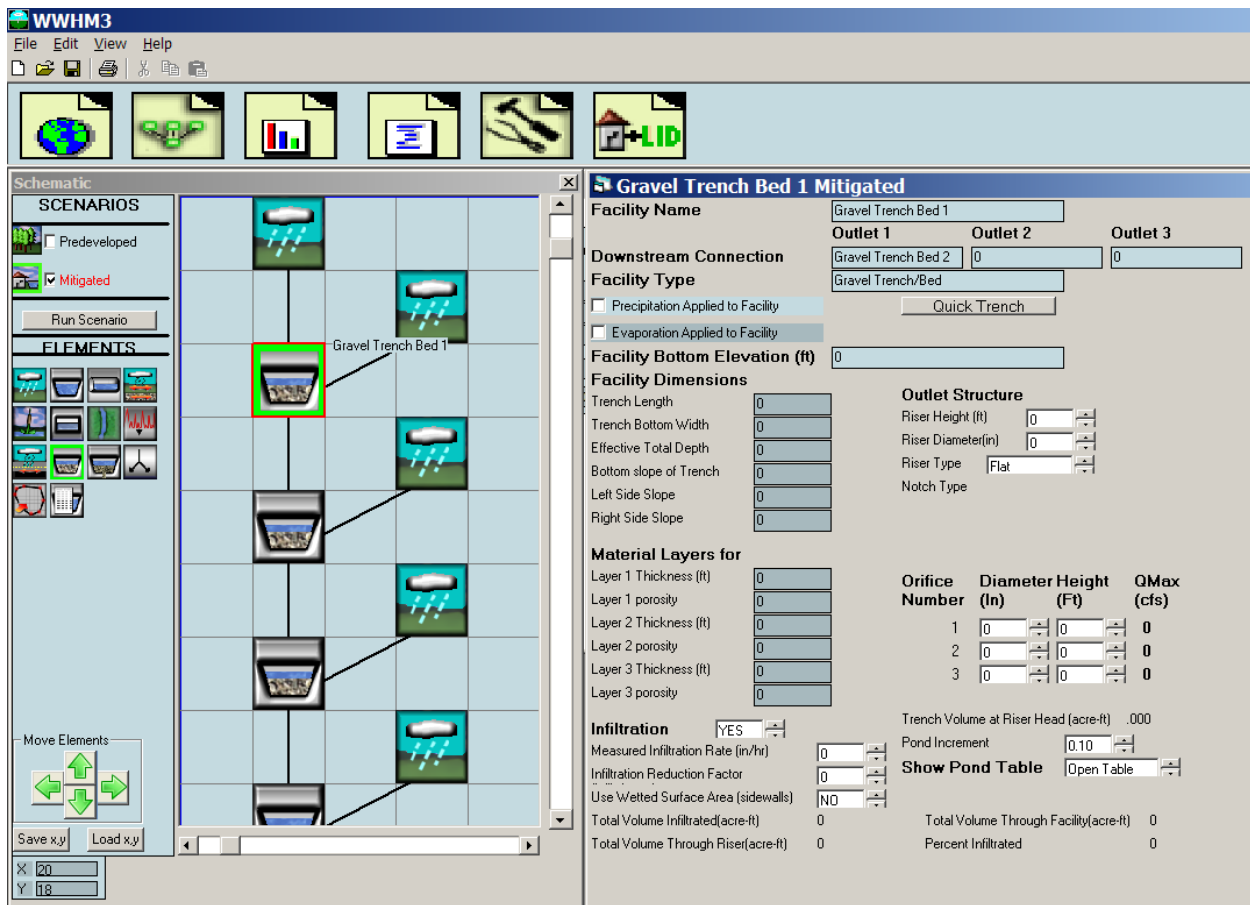 WWHM3
File Edit View Help
+LID
Schematic
SCENARIOS
Predeveloped
Mitigated
Run Scenario
ELEMENTS
Move Elements
Save x,y Load x,y
X 20
Y 18
Gravel Trench Bed 1
Gravel Trench Bed 1 Mitigated
Facility Name Gravel Trench Bed 1
Outlet 1 Outlet 2 Outlet 3
Downstream Connection Gravel Trench Bed 2 0 0
Facility Type Gravel Trench/Bed
Precipitation Applied to Facility Quick Trench
Evaporation Applied to Facility
Facility Bottom Elevation (ft) 0
Facility Dimensions
Trench Length 0
Trench Bottom Width 0
Effective Total Depth 0
Bottom slope of Trench 0
Left Side Slope 0
Right Side Slope 0
Outlet Structure
Riser Height (ft) 0
Riser Diameter(in) 0
Riser Type Flat
Notch Type
Material Layers for
Layer 1 Thickness (ft) 0
Layer 1 porosity 0
Layer 2 Thickness (ft) 0
Layer 2 porosity 0
Layer 3 Thickness (ft) 0
Layer 3 porosity 0
Orifice Diameter Height QMax
Number (In) (Ft) (cfs)
1 0 0 0
2 0 0 0
3 0 0 0
Infiltration YES
Measured Infiltration Rate (in/hr) 0
Infiltration Reduction Factor 0
Use Wetted Surface Area (sidewalls) NO
Total Volume Infiltrated(acre-ft) 0
Total Volume Through Riser(acre-ft) 0
Trench Volume at Riser Head (acre-ft) .000
Pond Increment 0.10
Show Pond Table Open Table
Total Volume Through Facility(acre-ft) 0
Percent Infiltrated 0